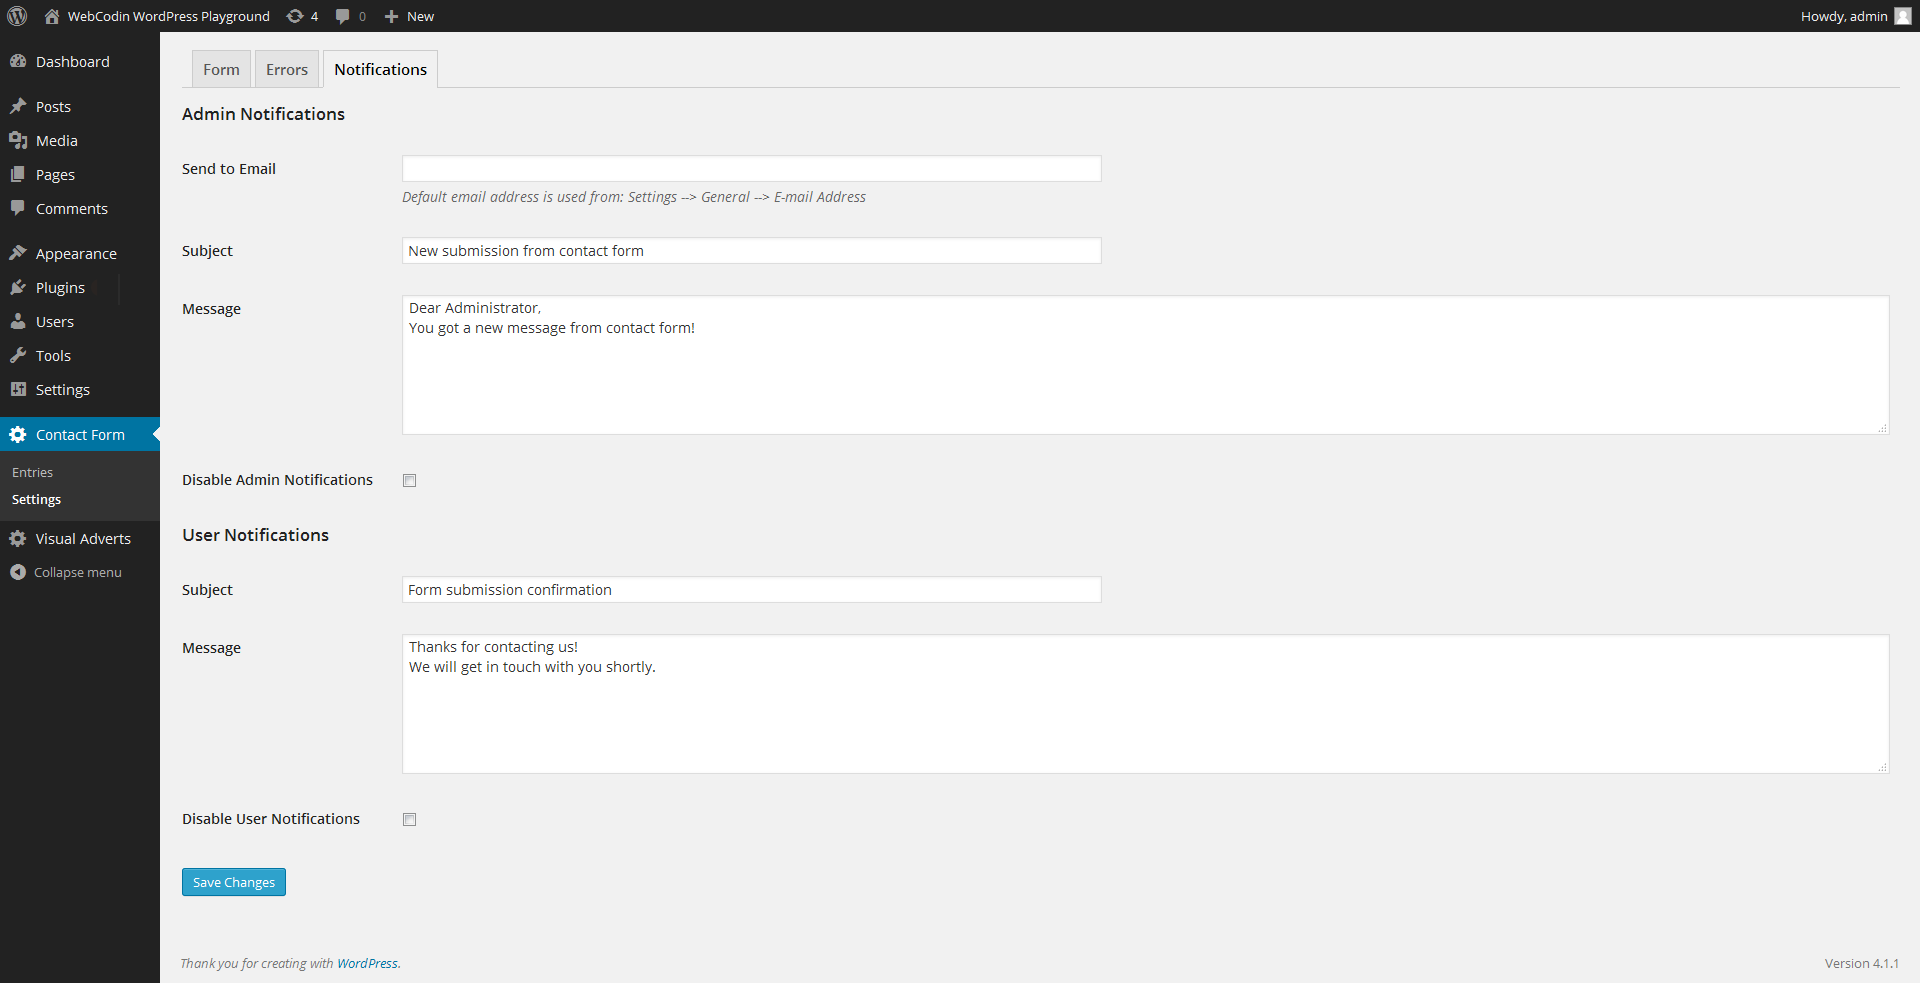 WebCodin WordPress Playground 4 0 New Howdy, admin
Dashboard
Posts
Media
Pages
Comments
Appearance
Plugins
Users
Tools
Settings
Contact Form
Entries
Settings
Visual Adverts
Collapse menu
Form Errors Notifications
Admin Notifications
Send to Email
Default email address is used from: Settings --> General --> E-mail Address
Subject New submission from contact form
Message Dear Administrator,
You got a new message from contact form!
Disable Admin Notifications
User Notifications
Subject Form submission confirmation
Message Thanks for contacting us!
We will get in touch with you shortly.
Disable User Notifications
Save Changes
Thank you for creating with WordPress. Version 4.1.1